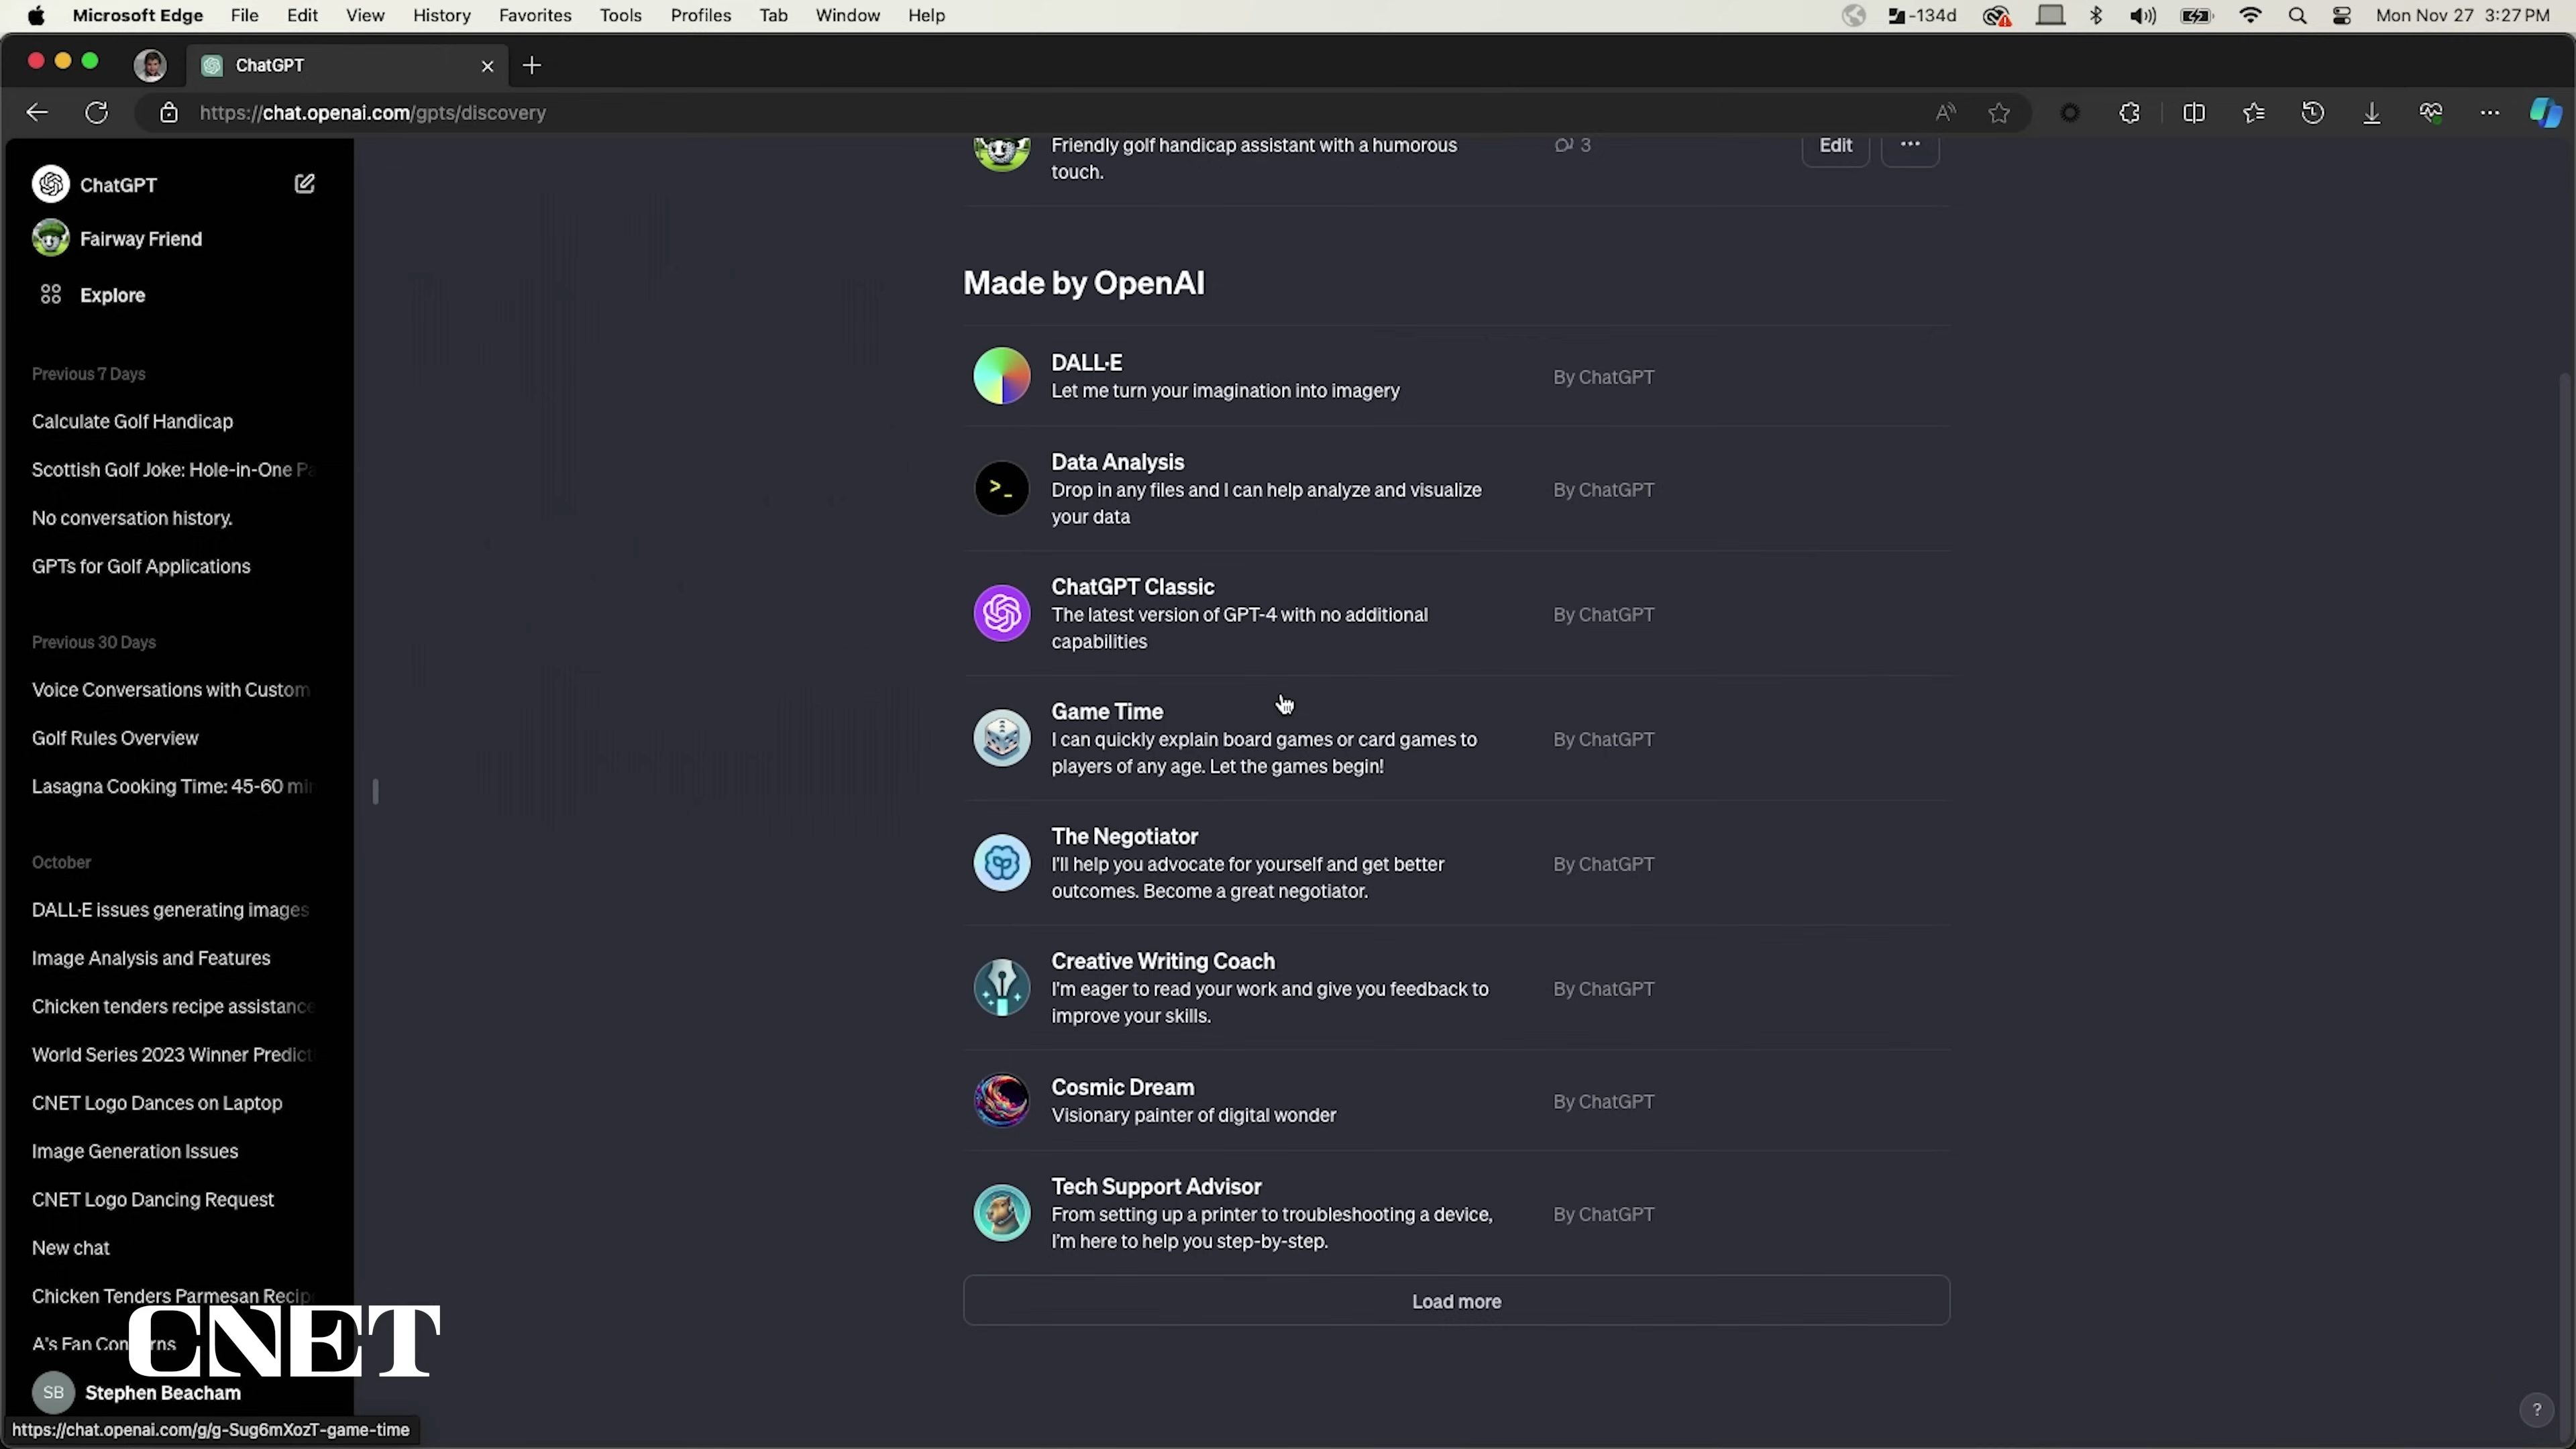 Microsoft Edge File Edit View History Favorites Tools Profiles Tab Window Help -134d Mon Nov 27 3:27 PM
ChatGPT
https://chat.openai.com/gpts/discovery
ChatGPT
Fairway Friend
Explore
Previous 7 Days
Calculate Golf Handicap
Scottish Golf Joke: Hole-in-One
No conversation history.
GPTs for Golf Applications
Previous 30 Days
Voice Conversations with Custom
Golf Rules Overview
Lasagna Cooking Time: 45-60
October
DALL·E issues generating images
Image Analysis and Features
Chicken tenders recipe assistance
World Series 2023 Winner Predict
CNET Logo Dances on Laptop
Image Generation Issues
CNET Logo Dancing Request
New chat
Chicken Tenders Parmesan Recip
A's Fan
CNET
SB Stephen Beacham
https://chat.openai.com/g/g-Sug6mXozT-game-time
Friendly golf handicap assistant with a humorous
touch.
3
Edit ...
Made by OpenAI
DALL·E
Let me turn your imagination into imagery
By ChatGPT
Data Analysis
Drop in any files and I can help analyze and visualize
your data
By ChatGPT
>_
ChatGPT Classic
The latest version of GPT-4 with no additional
capabilities
By ChatGPT
Game Time
I can quickly explain board games or card games to
players of any age. Let the games begin!
By ChatGPT
The Negotiator
I'll help you advocate for yourself and get better
outcomes. Become a great negotiator.
By ChatGPT
Creative Writing Coach
I'm eager to read your work and give you feedback to
improve your skills.
By ChatGPT
Cosmic Dream
Visionary painter of digital wonder
By ChatGPT
Tech Support Advisor
From setting up a printer to troubleshooting a device,
I'm here to help you step-by-step.
By ChatGPT
Load more
?